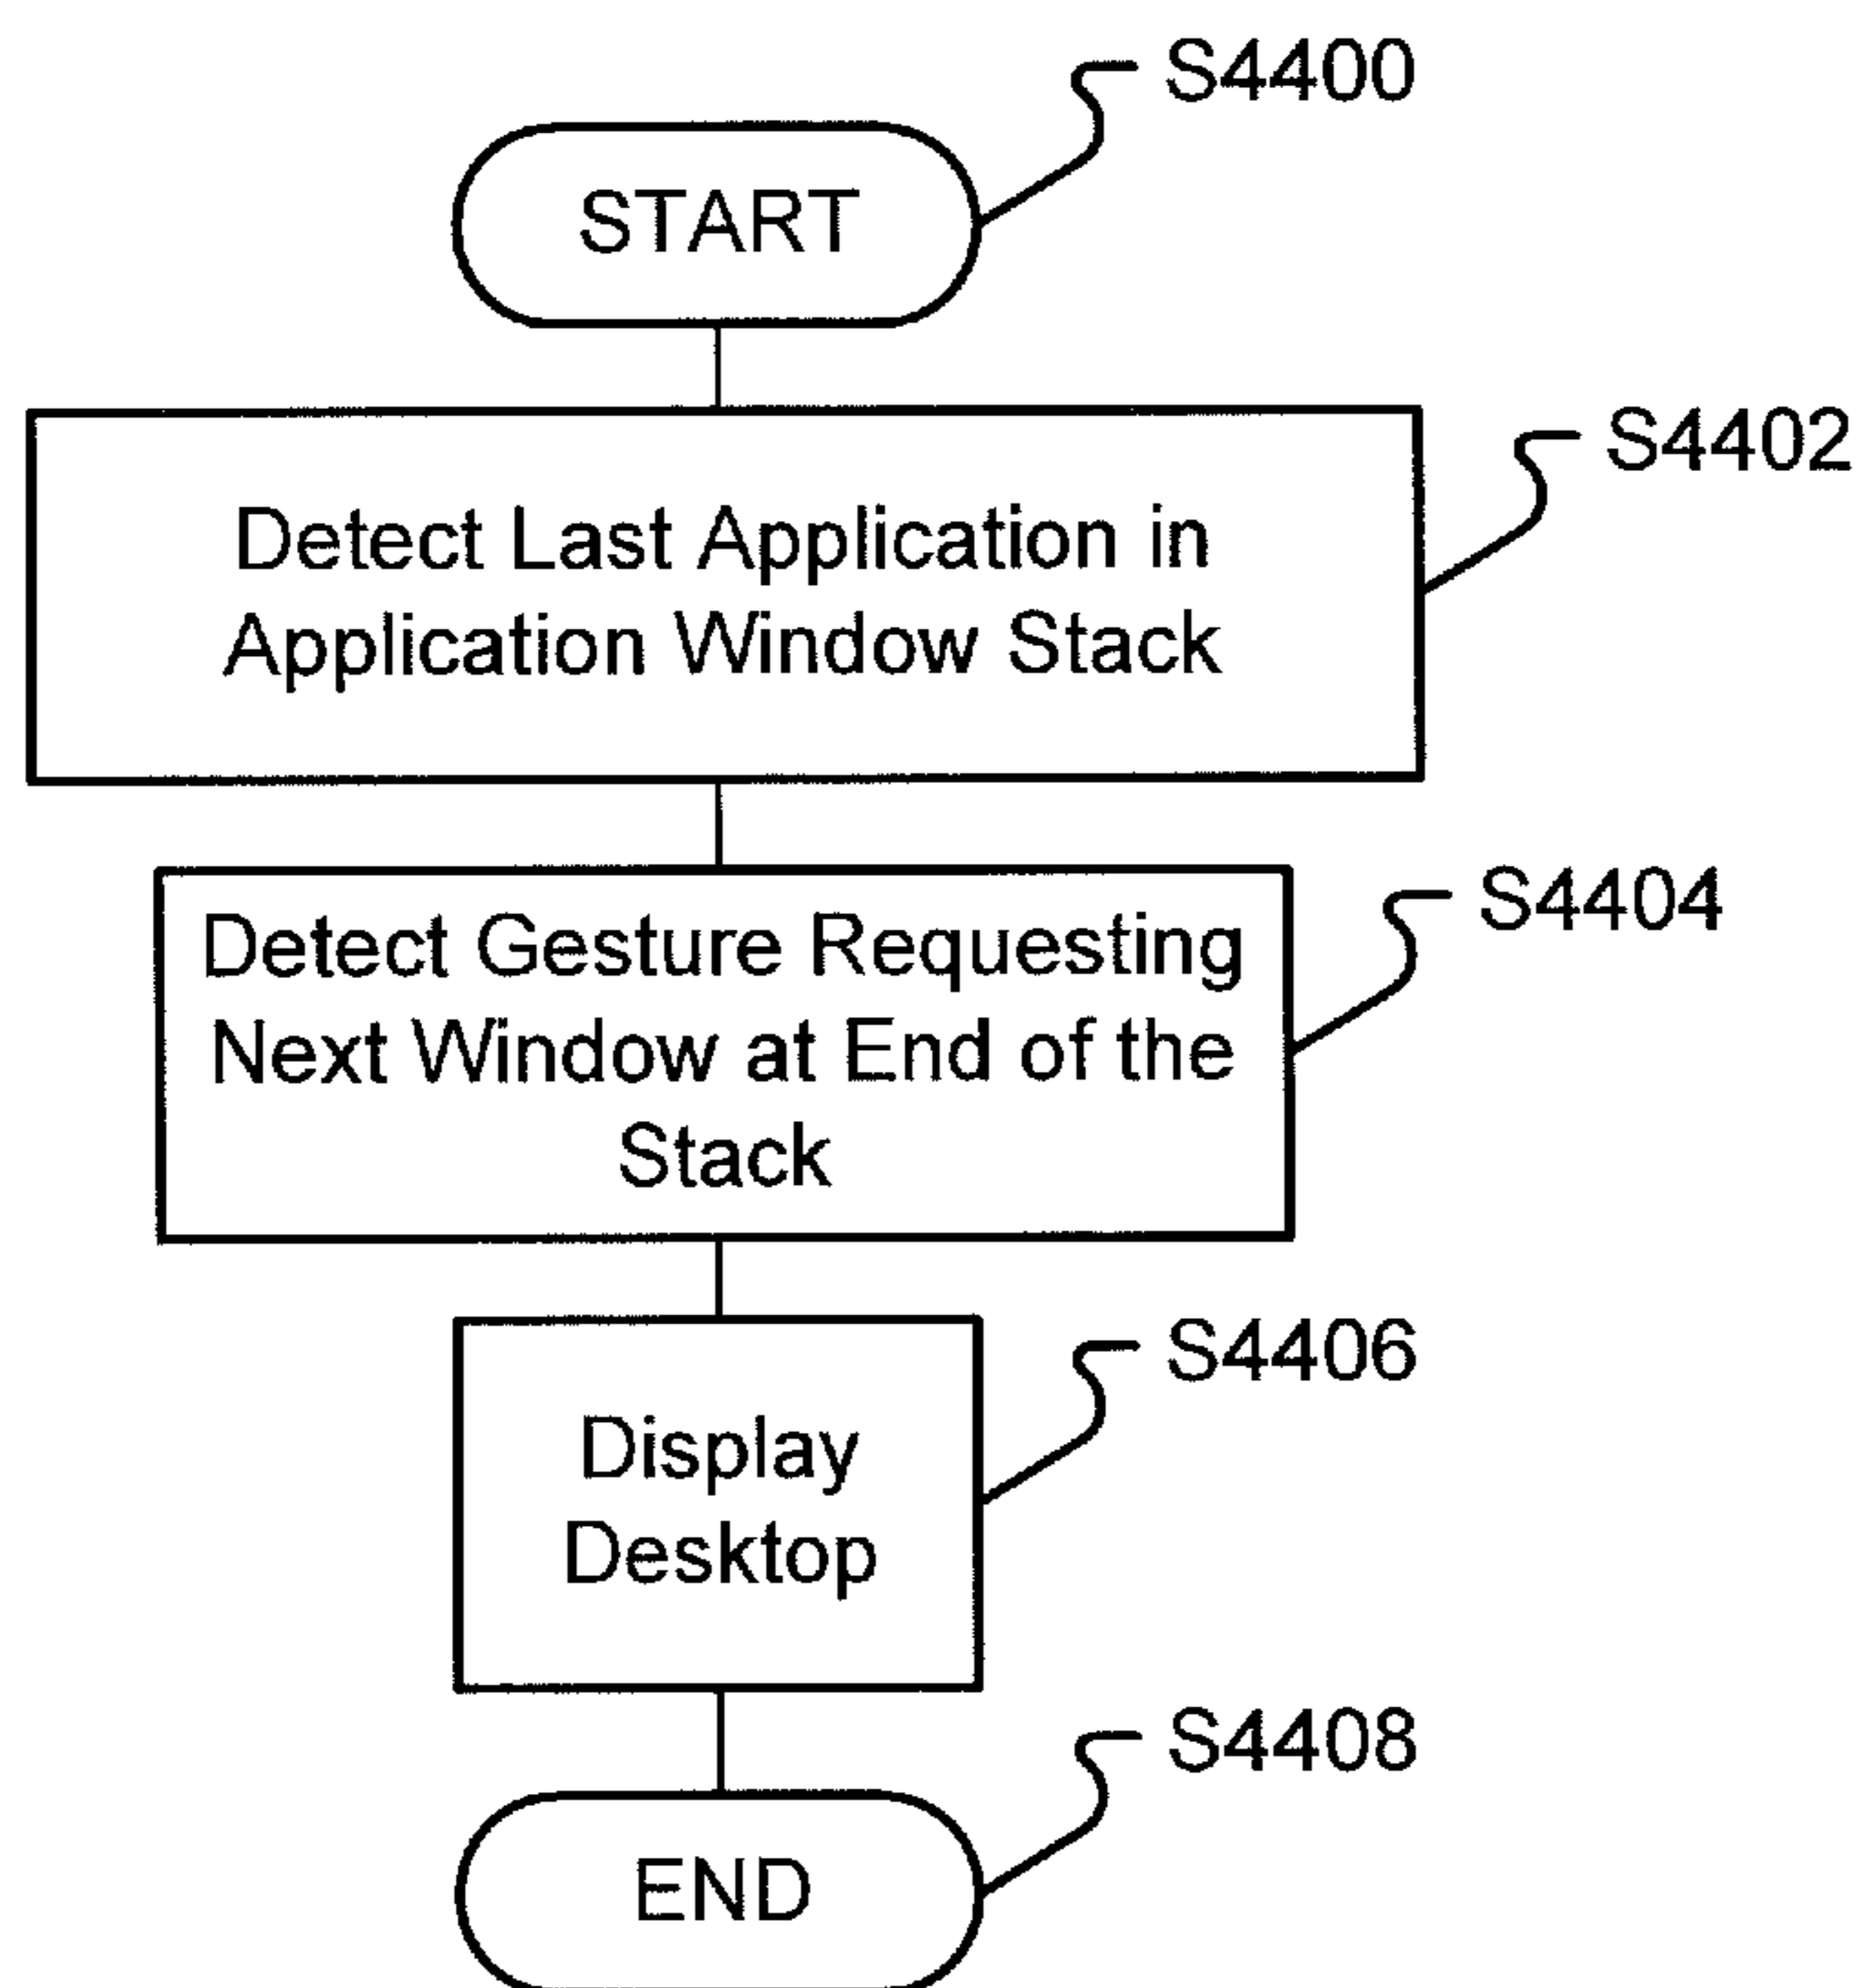 S4400
START
S4402
Detect Last Application in
Application Window Stack
S4404
Detect Gesture Requesting
Next Window at End of the
Stack
S4406
Display
Desktop
S4408
END